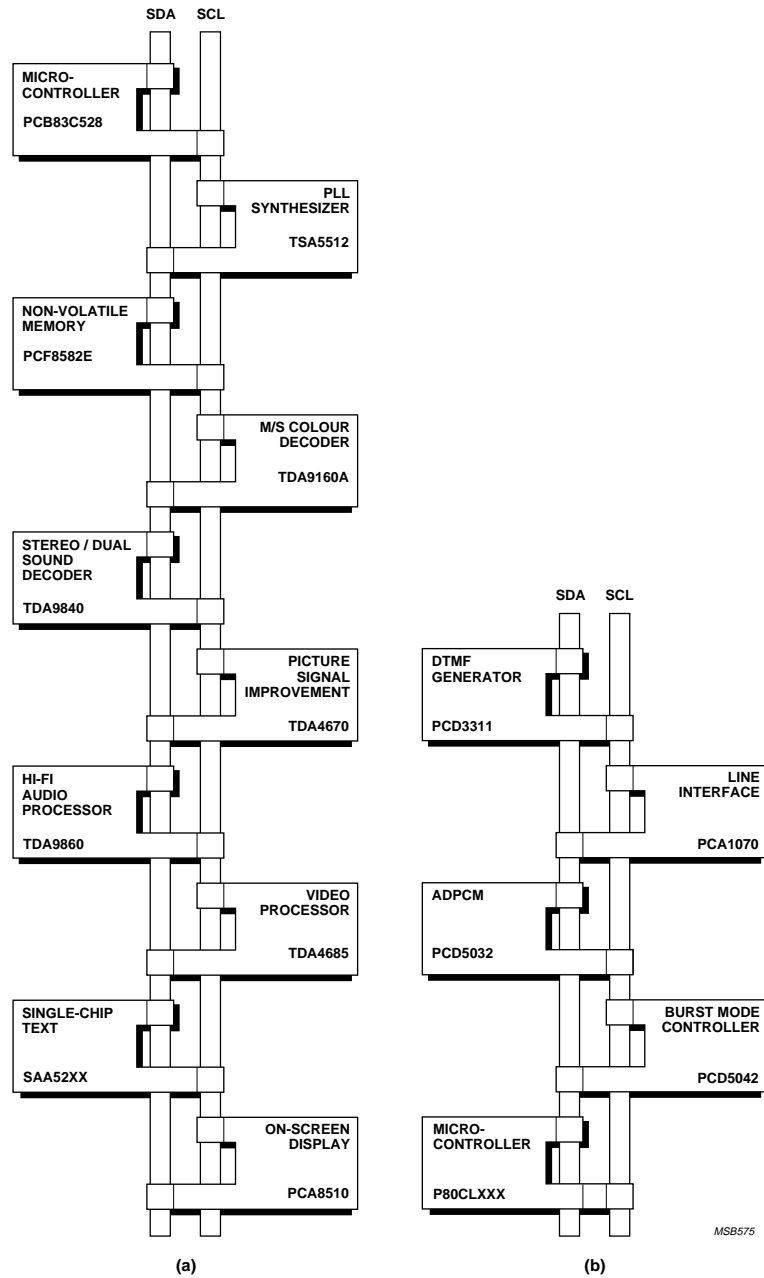 SDA SCL
MICRO-
CONTROLLER
PCB83C528
PLL
SYNTHESIZER
TSA5512
NON-VOLATILE
MEMORY
PCF8582E
M/S COLOUR
DECODER
TDA9160A
STEREO / DUAL
SOUND
DECODER
TDA9840
PICTURE
SIGNAL
IMPROVEMENT
TDA4670
HI-FI
AUDIO
PROCESSOR
TDA9860
VIDEO
PROCESSOR
TDA4685
SINGLE-CHIP
TEXT
SAA52XX
ON-SCREEN
DISPLAY
PCA8510
(a)
SDA SCL
DTMF
GENERATOR
PCD3311
LINE
INTERFACE
PCA1070
ADPCM
PCD5032
BURST MODE
CONTROLLER
PCD5042
MICRO-
CONTROLLER
P80CLXXX
MSB575
(b)